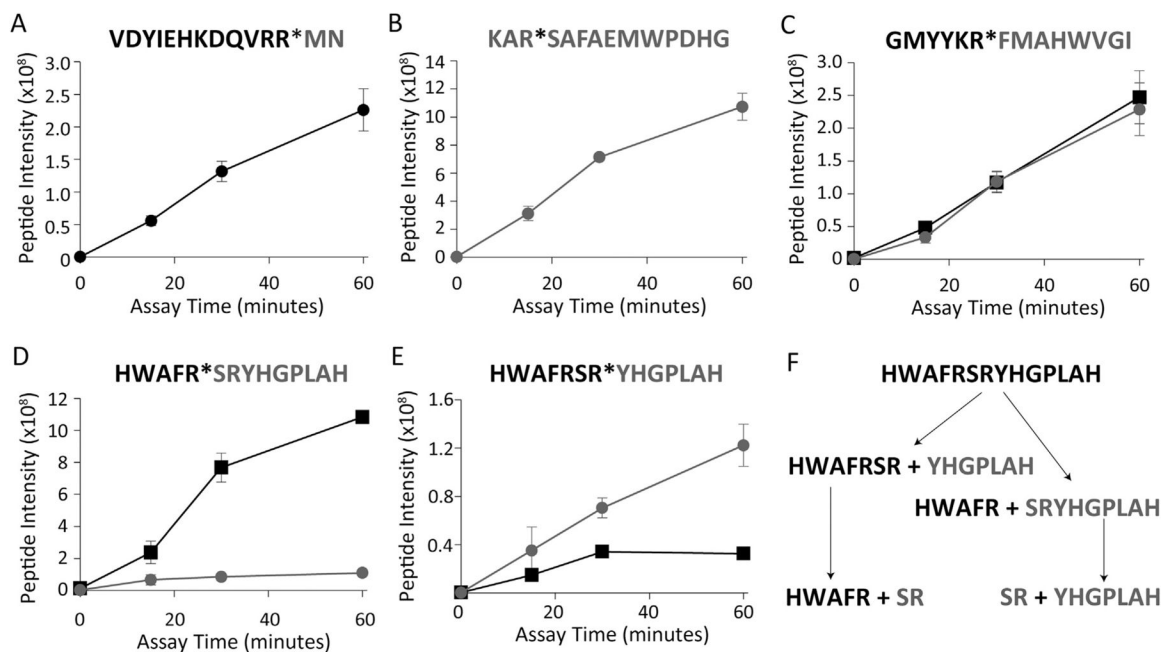 A
VDYIEHKDQVRR*MN
Peptide Intensity (x10⁸)
3.0
2.5
2.0
1.5
1.0
0.5
0
0 20 40 60
Assay Time (minutes)
B
KAR*SAFAEMWPDHG
Peptide Intensity (x10⁸)
14
12
10
8
6
4
2
0
0 20 40 60
Assay Time (minutes)
C
GMYYKR*FMAHWVGI
Peptide Intensity (x10⁸)
3.0
2.5
2.0
1.5
1.0
0.5
0
0 20 40 60
Assay Time (minutes)
D
HWAFR*SRYHGPLAH
Peptide Intensity (x10⁸)
12
10
8
6
4
2
0
0 20 40 60
Assay Time (minutes)
E
HWAFRSR*YHGPLAH
Peptide Intensity (x10⁸)
1.6
1.2
0.8
0.4
0 20 40 60
Assay Time (minutes)
F
HWAFRSRYHGPLAH
HWAFRSR + YHGPLAH
HWAFR + SRYHGPLAH
HWAFR + SR
SR + YHGPLAH